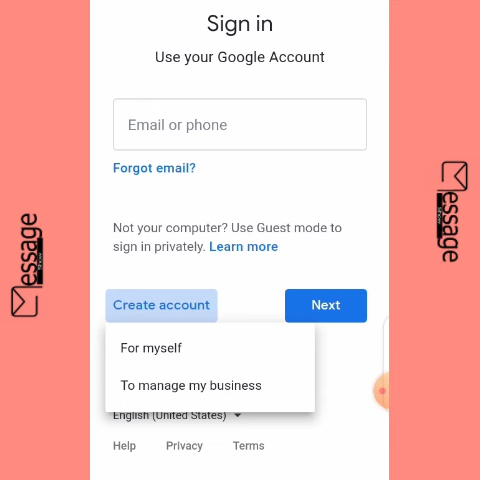 Sign in
Use your Google Account
Email or phone
Forgot email?
Not your computer? Use Guest mode to
sign in privately. Learn more
Create account
Next
For myself
To manage my business
English (United States)
Help Privacy Terms
essage
essage